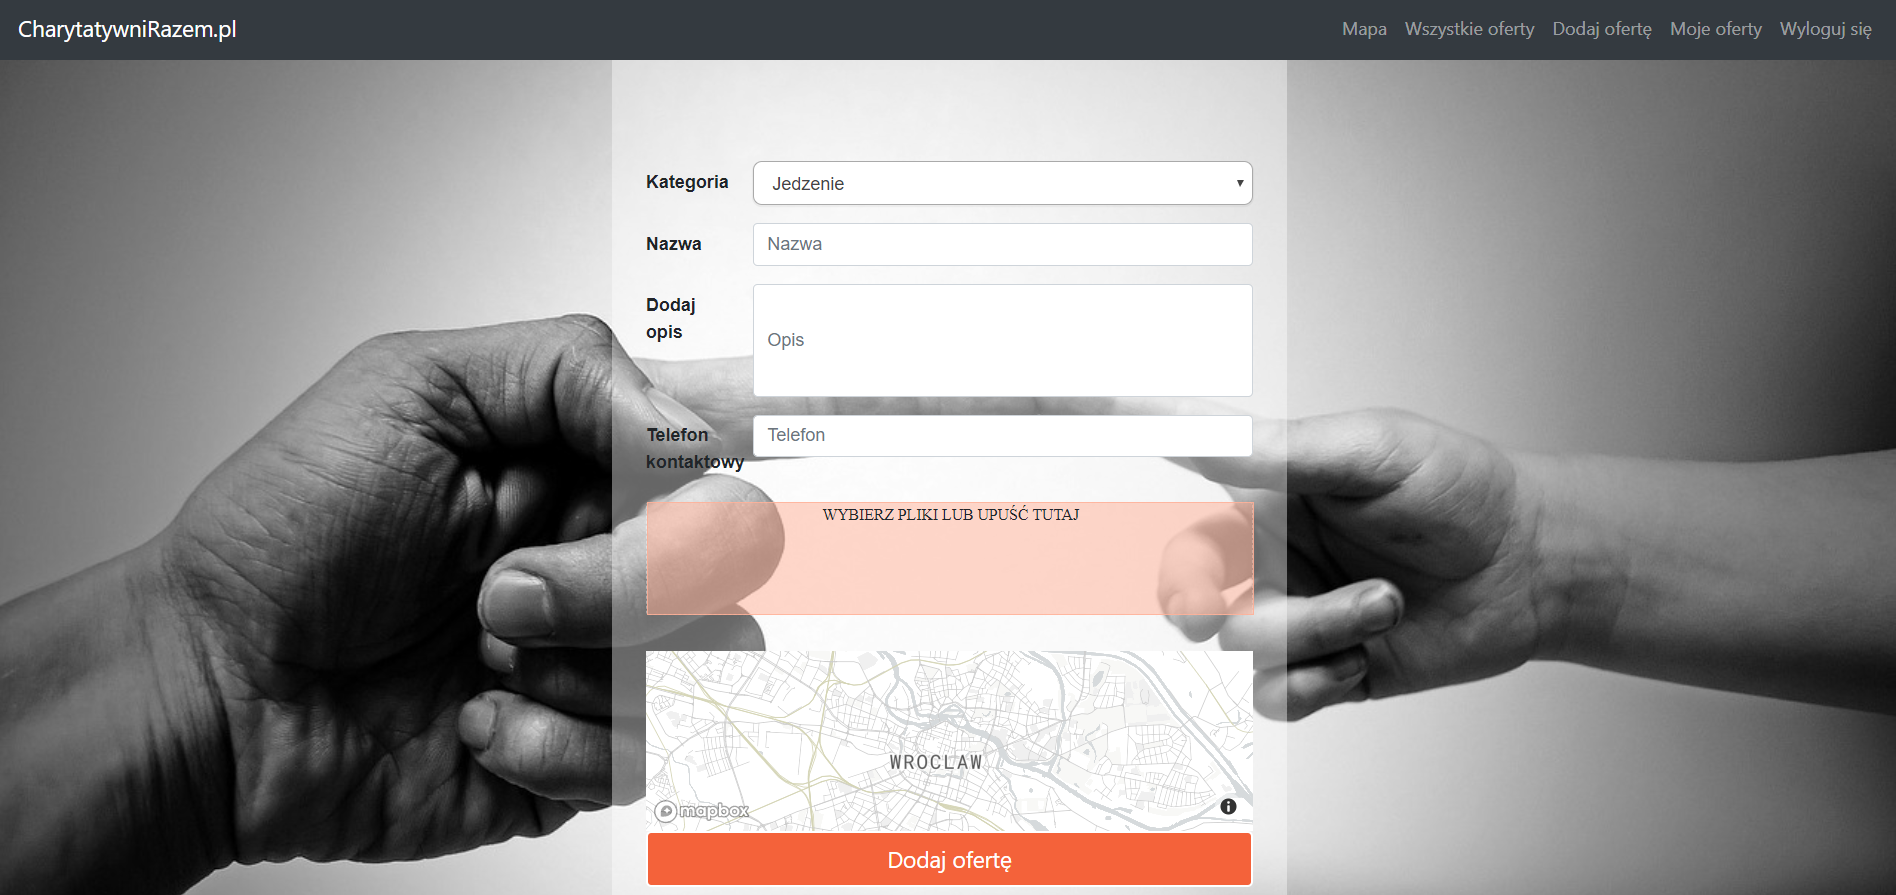 CharytatywniRazem.pl
Mapa Wszystkie oferty Dodaj ofertę Moje oferty Wyloguj się
Kategoria
Jedzenie
Nazwa
Nazwa
Dodaj
opis
Opis
Telefon
kontaktowy
Telefon
WYBIERZ PLIKI LUB UPUŚĆ TUTAJ
WROCLAW
mapbox
Dodaj ofertę